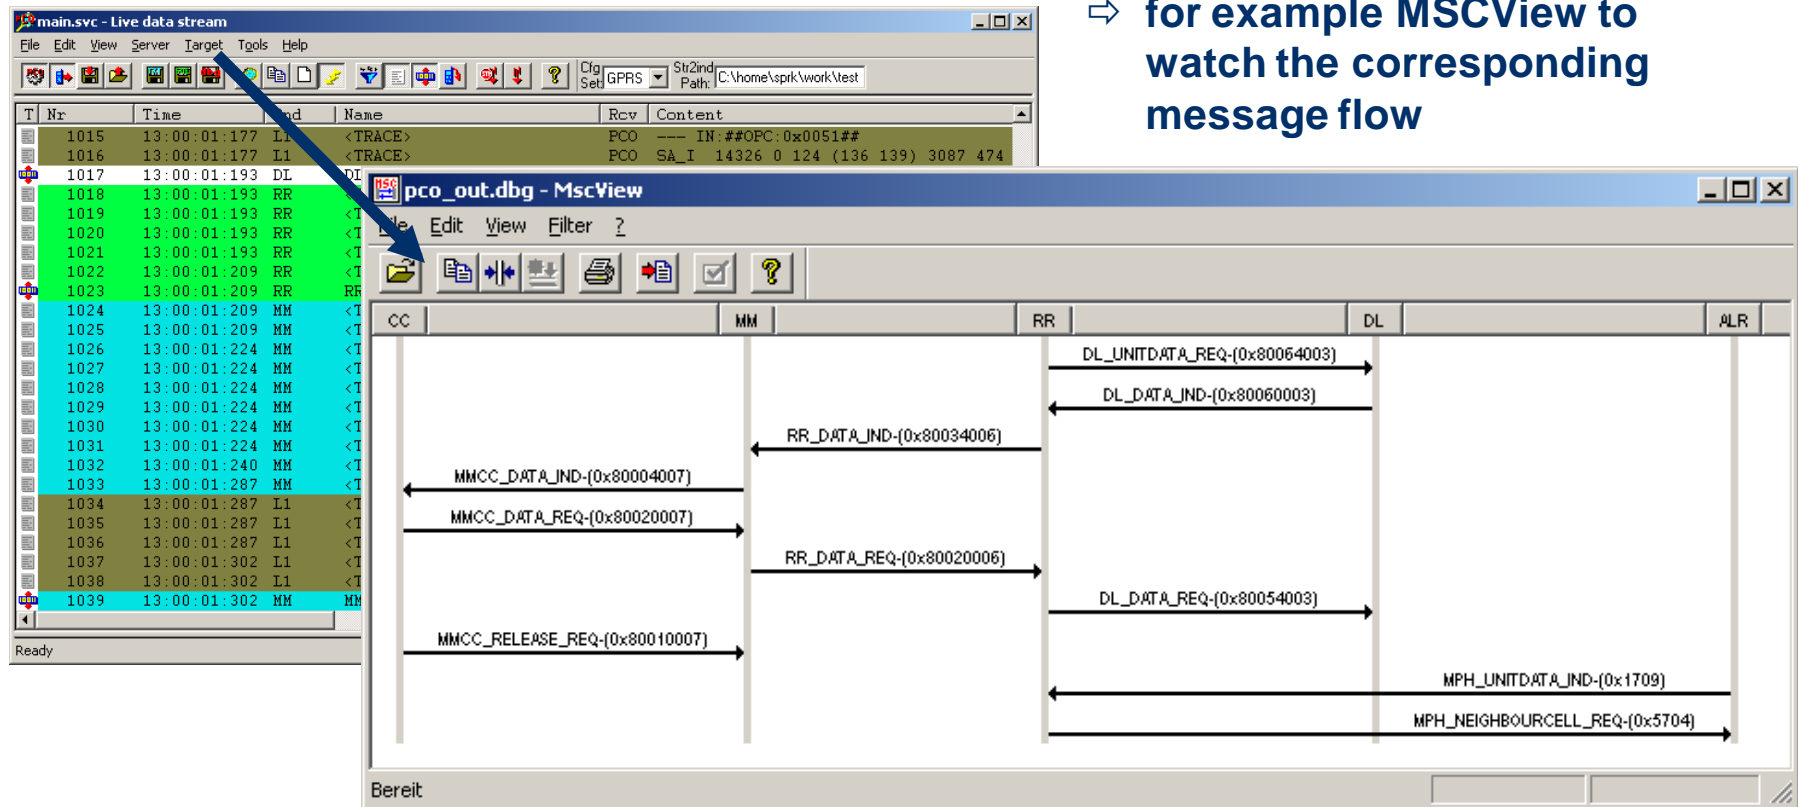 ⇨ for example MSCView to
watch the corresponding
message flow
main.svc - Live data stream
File Edit View Server Target Tools Help
Cfg Set: GPRS Str2ind Path: C:\home\sprk\work\test
T Nr Time nd Name Rcv Content
1015 13:00:01:177 L1 <TRACE> PCO --- IN:##OPC:0x0051##
1016 13:00:01:177 L1 <TRACE> PCO SA_I 14326 0 124 (136 139) 3087 474
1017 13:00:01:193 DL
1018 13:00:01:193 RR
1019 13:00:01:193 RR <T
1020 13:00:01:193 RR <T
1021 13:00:01:193 RR <T
1022 13:00:01:209 RR <T
1023 13:00:01:209 RR RR
1024 13:00:01:209 MM <T
1025 13:00:01:209 MM <T
1026 13:00:01:224 MM <T
1027 13:00:01:224 MM <T
1028 13:00:01:224 MM <T
1029 13:00:01:224 MM <T
1030 13:00:01:224 MM <T
1031 13:00:01:224 MM <T
1032 13:00:01:240 MM <T
1033 13:00:01:287 MM <T
1034 13:00:01:287 L1 <T
1035 13:00:01:287 L1 <T
1036 13:00:01:287 L1 <T
1037 13:00:01:302 L1 <T
1038 13:00:01:302 L1 <T
1039 13:00:01:302 MM MM
Ready
pco_out.dbg - MscView
File Edit View Filter ?
CC MM RR DL ALR
DL_UNITDATA_REQ-(0x80064003)
DL_DATA_IND-(0x80060003)
RR_DATA_IND-(0x80034006)
MMCC_DATA_IND-(0x80004007)
MMCC_DATA_REQ-(0x80020007)
RR_DATA_REQ-(0x80020006)
DL_DATA_REQ-(0x80054003)
MMCC_RELEASE_REQ-(0x80010007)
MPH_UNITDATA_IND-(0x1709)
MPH_NEIGHBOURCELL_REQ-(0x5704)
Bereit